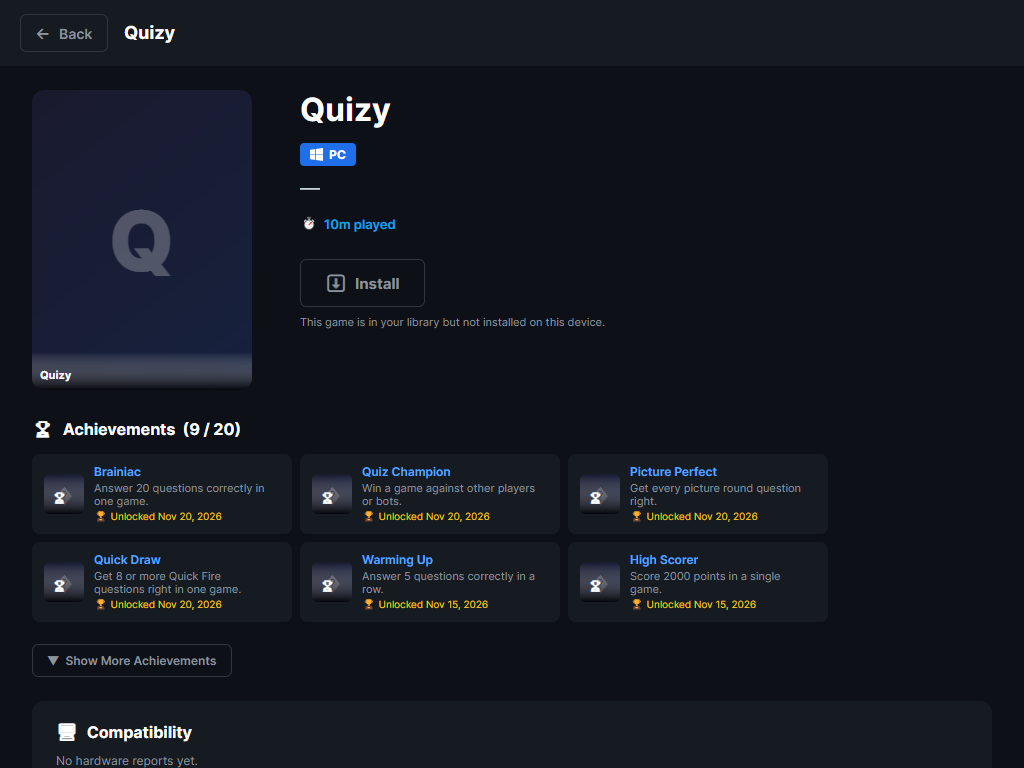 ← Back
Quizy
Q
Quizy
Quizy
PC
—
10m played
Install
This game is in your library but not installed on this device.
Achievements (9 / 20)
Brainiac
Answer 20 questions correctly in
one game.
Unlocked Nov 20, 2026
Quiz Champion
Win a game against other players
or bots.
Unlocked Nov 20, 2026
Picture Perfect
Get every picture round question
right.
Unlocked Nov 20, 2026
Quick Draw
Get 8 or more Quick Fire
questions right in one game.
Unlocked Nov 20, 2026
Warming Up
Answer 5 questions correctly in a
row.
Unlocked Nov 15, 2026
High Scorer
Score 2000 points in a single
game.
Unlocked Nov 15, 2026
▼ Show More Achievements
Compatibility
No hardware reports yet.